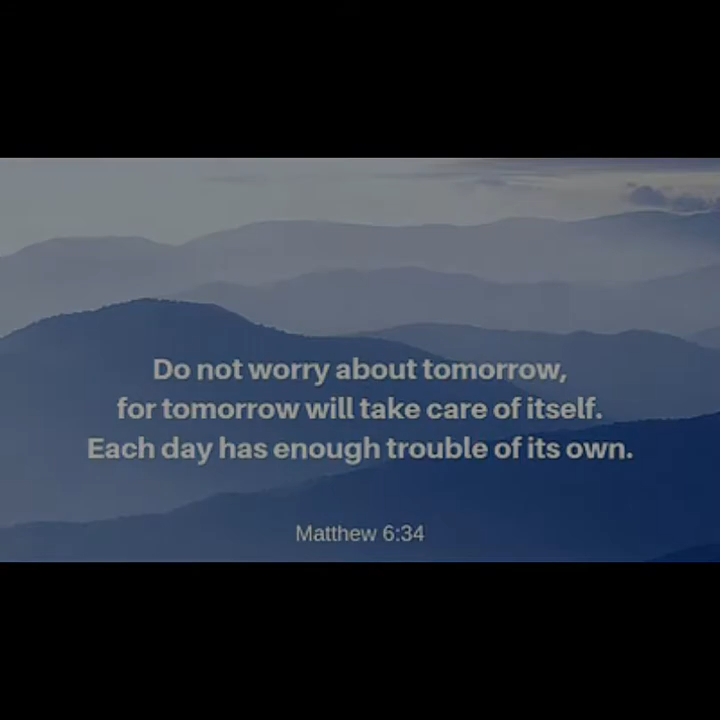 Do not worry about tomorrow,
for tomorrow will take care of itself.
Each day has enough trouble of its own.
Matthew 6:34